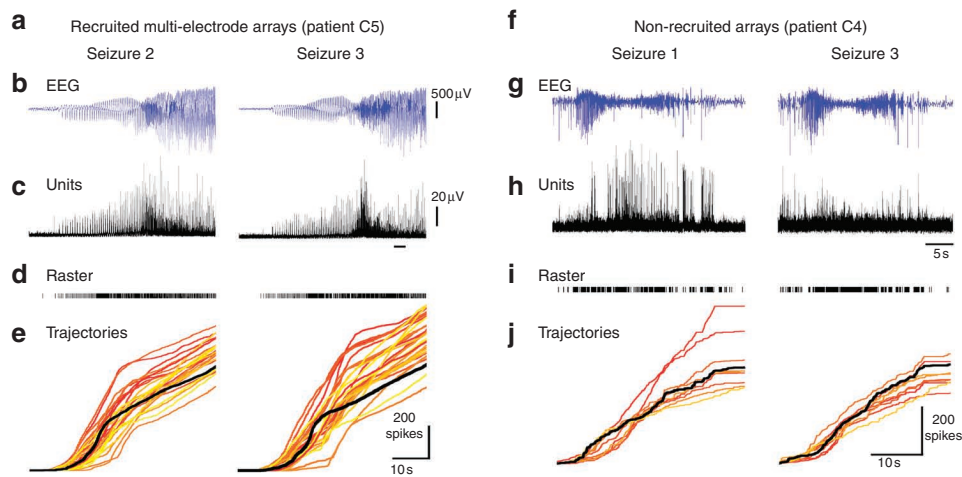 a
Recruited multi-electrode arrays (patient C5)
Seizure 2
Seizure 3
b
EEG
500 μV
c
Units
20 μV
d
Raster
e
Trajectories
200
spikes
10 s
f
Non-recruited arrays (patient C4)
Seizure 1
Seizure 3
g
EEG
h
Units
5 s
i
Raster
j
Trajectories
200
spikes
10 s